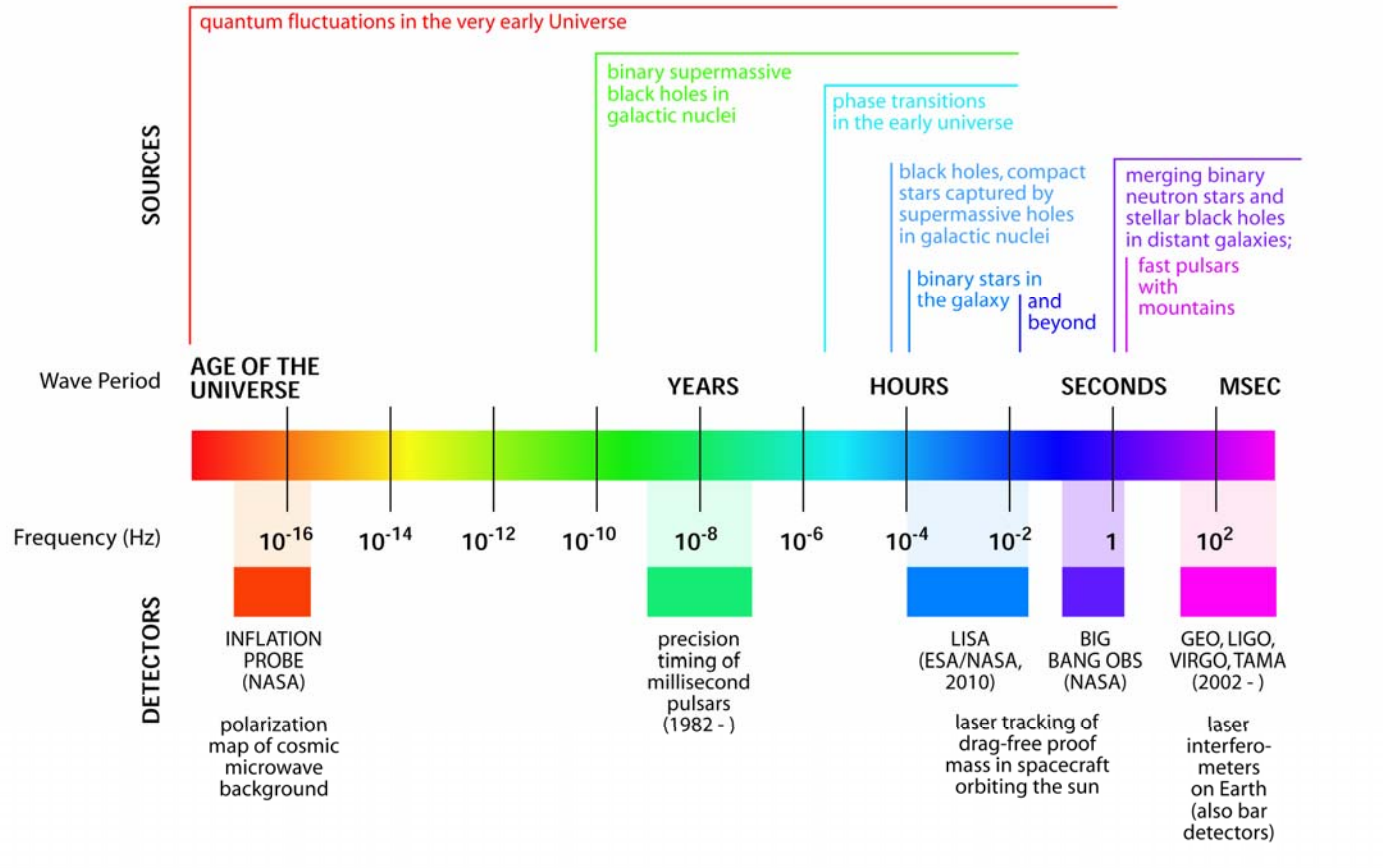 quantum fluctuations in the very early Universe
binary supermassive
black holes in
galactic nuclei
phase transitions
in the early universe
black holes, compact
stars captured by
supermassive holes
in galactic nuclei
binary stars in
the galaxy
and
beyond
merging binary
neutron stars and
stellar black holes
in distant galaxies;
fast pulsars
with
mountains
SOURCES
Wave Period
AGE OF THE
UNIVERSE
YEARS
HOURS
SECONDS
MSEC
Frequency (Hz)
10⁻¹⁶
10⁻¹⁴
10⁻¹²
10⁻¹⁰
10⁻⁸
10⁻⁶
10⁻⁴
10⁻²
1
10²
DETECTORS
INFLATION
PROBE
(NASA)
polarization
map of cosmic
microwave
background
precision
timing of
millisecond
pulsars
(1982 - )
LISA
(ESA/NASA,
2010)
BIG
BANG OBS
(NASA)
laser tracking of
drag-free proof
mass in spacecraft
orbiting the sun
GEO, LIGO,
VIRGO, TAMA
(2002 - )
laser
interfero-
meters
on Earth
(also bar
detectors)